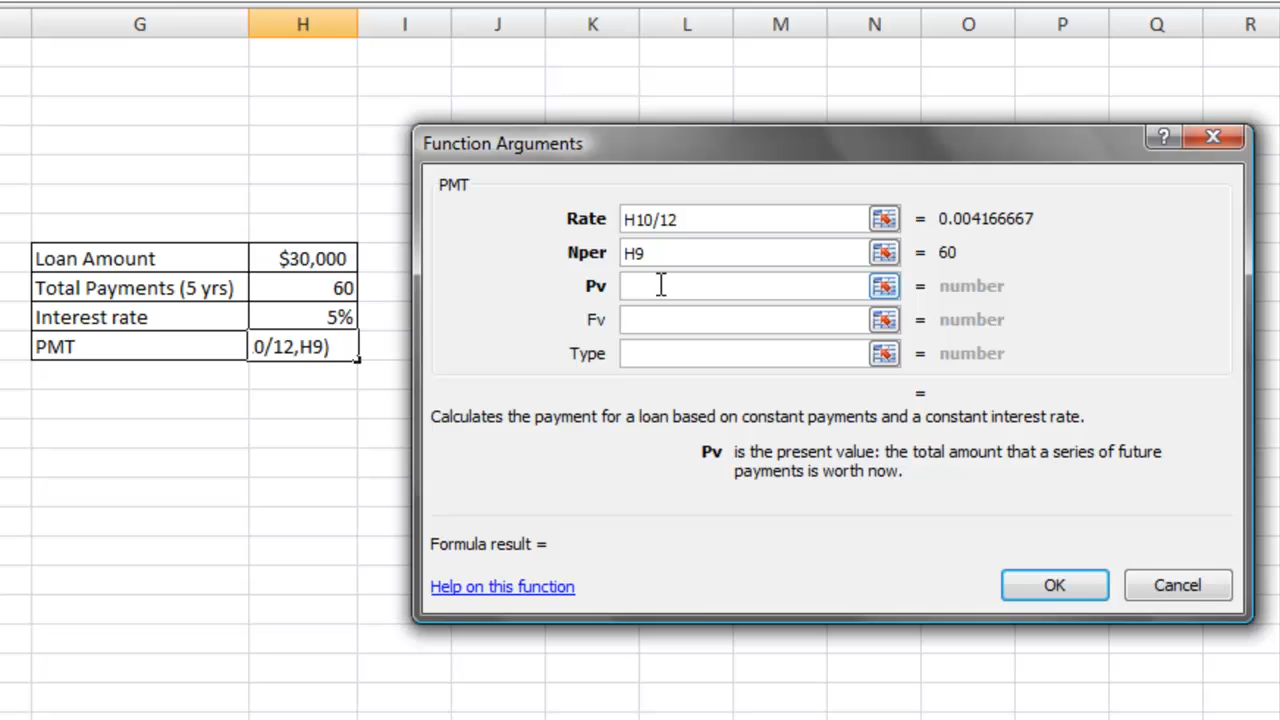 G H I J K L M N O P Q R
Function Arguments ?
PMT
Rate H10/12 = 0.004166667
Nper H9 = 60
Pv = number
Fv = number
Type = number
=
Calculates the payment for a loan based on constant payments and a constant interest rate.
Pv is the present value: the total amount that a series of future
payments is worth now.
Formula result =
Help on this function OK Cancel
Loan Amount $30,000
Total Payments (5 yrs) 60
Interest rate 5%
PMT 0/12,H9)